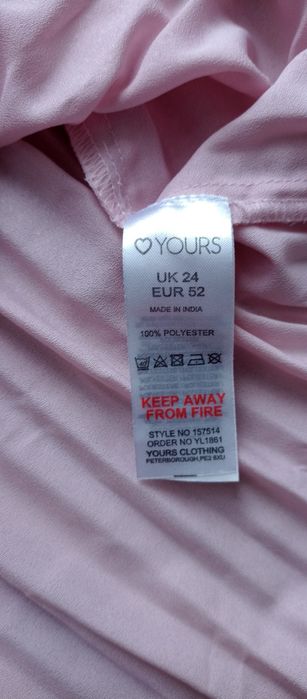 YOURS
UK 24
EUR 52
MADE IN INDIA
100% POLYESTER
KEEP AWAY
FROM FIRE
STYLE NO 157514
ORDER NO YL1861
YOURS CLOTHING
PETERBOROUGH,PE2 6XU